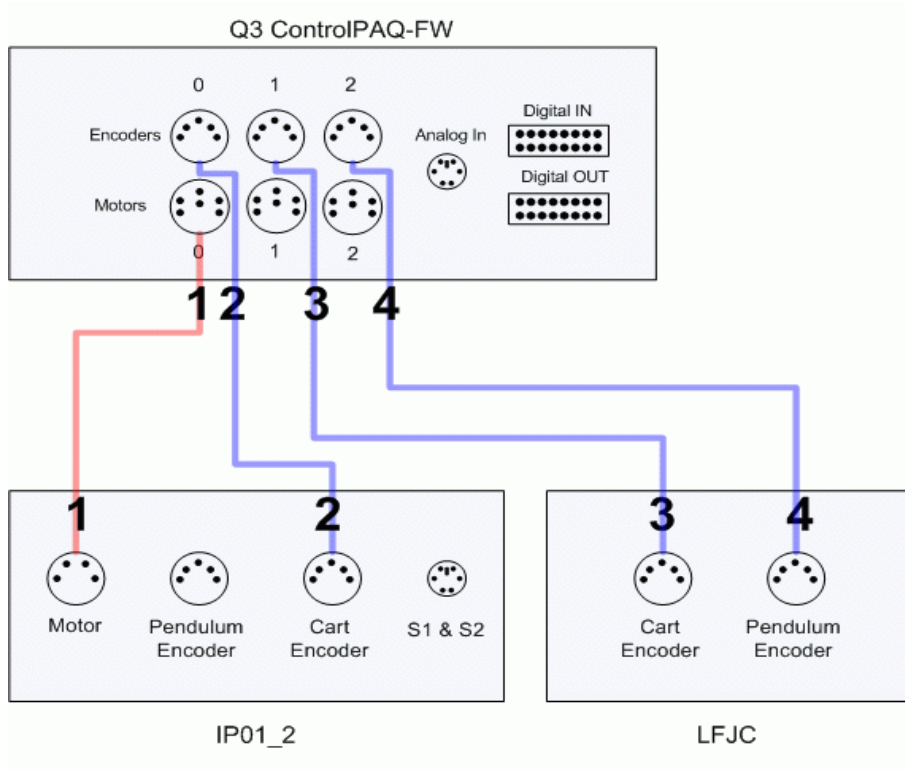 Q3 ControlPAQ-FW
0 1 2
Encoders
Analog In
Digital IN
Digital OUT
Motors
0 1 2
1 2 3 4
1 2 3 4
Motor
Pendulum
Encoder
Cart
Encoder
S1 & S2
Cart
Encoder
Pendulum
Encoder
IP01_2
LFJC